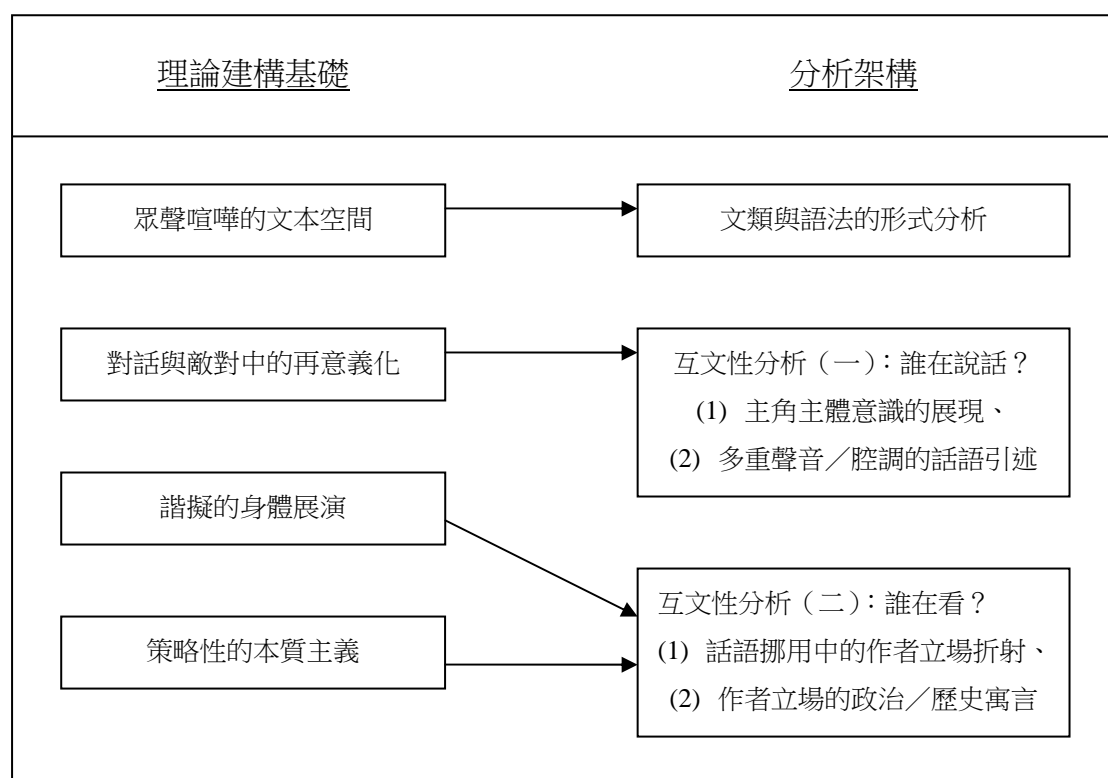 理論建構基礎
分析架構
眾聲喧嘩的文本空間
文類與語法的形式分析
對話與敵對中的再意義化
互文性分析（一）：誰在說話？
(1) 主角主體意識的展現、
(2) 多重聲音／腔調的話語引述
諧擬的身體展演
策略性的本質主義
互文性分析（二）：誰在看？
(1) 話語挪用中的作者立場折射、
(2) 作者立場的政治／歷史寓言